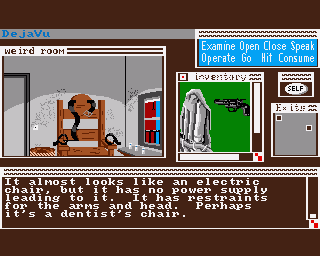 DejaVu
Examine Open Close Speak
Operate Go Hit Consume
weird room
inventory
SELF
Exits
It almost looks like an electric
chair, but it has no power supply
leading to it. It has restraints
for the arms and head. Perhaps
it's a dentist's chair.